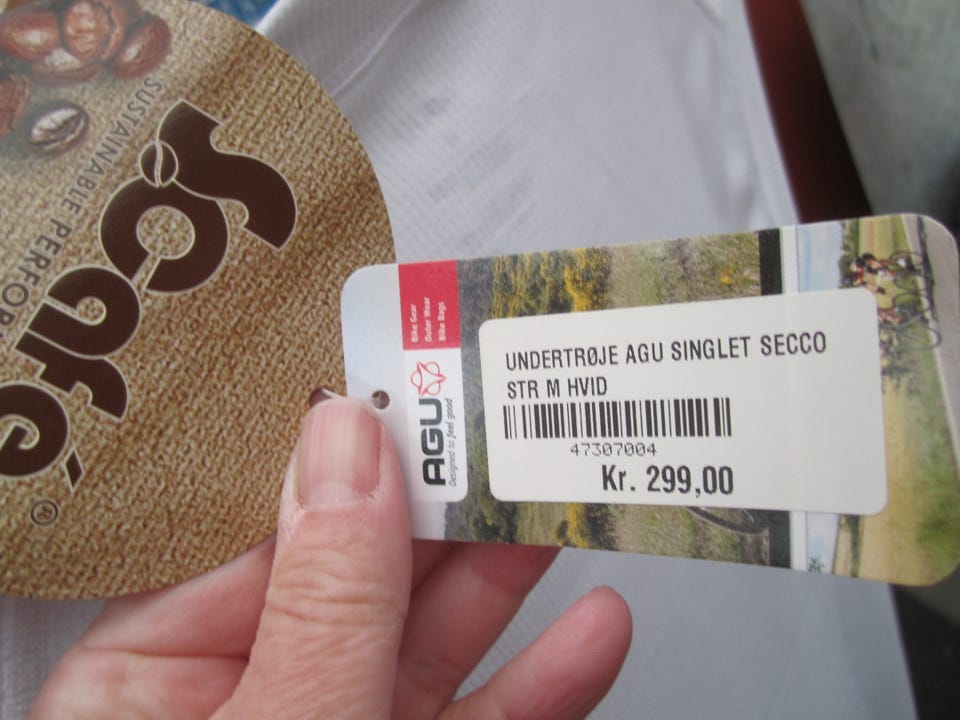 S.Café
®
SUSTAINABLE PERFOR
Bike Gear
Outer Wear
Bike Bags
AGU
Designed to feel good
UNDERTRØJE AGU SINGLET SECCO
STR M HVID
47307004
Kr. 299,00